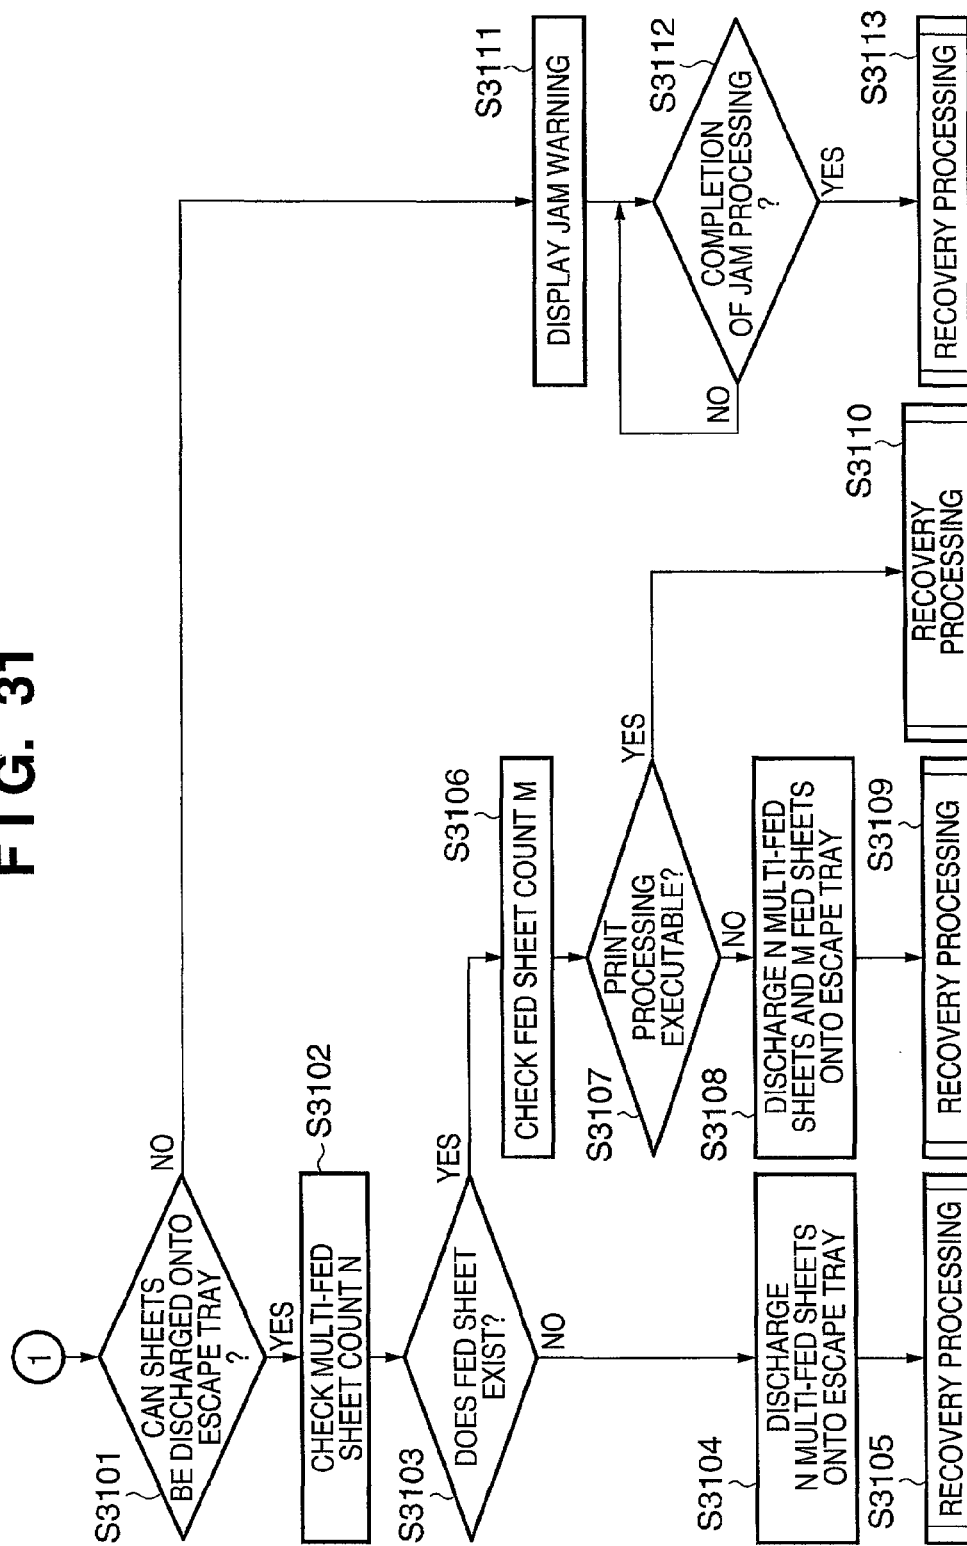 FIG. 31
1
S3101
CAN SHEETS
BE DISCHARGED ONTO
ESCAPE TRAY
?
NO
YES
S3102
CHECK MULTI-FED
SHEET COUNT N
S3103
DOES FED SHEET
EXIST?
YES
NO
S3104
DISCHARGE
N MULTI-FED SHEETS
ONTO ESCAPE TRAY
S3105
RECOVERY PROCESSING
S3106
CHECK FED SHEET COUNT M
S3107
PRINT
PROCESSING
EXECUTABLE?
YES
NO
S3108
DISCHARGE N MULTI-FED
SHEETS AND M FED SHEETS
ONTO ESCAPE TRAY
S3109
RECOVERY PROCESSING
S3110
RECOVERY
PROCESSING
S3111
DISPLAY JAM WARNING
S3112
COMPLETION
OF JAM PROCESSING
?
NO
YES
S3113
RECOVERY PROCESSING